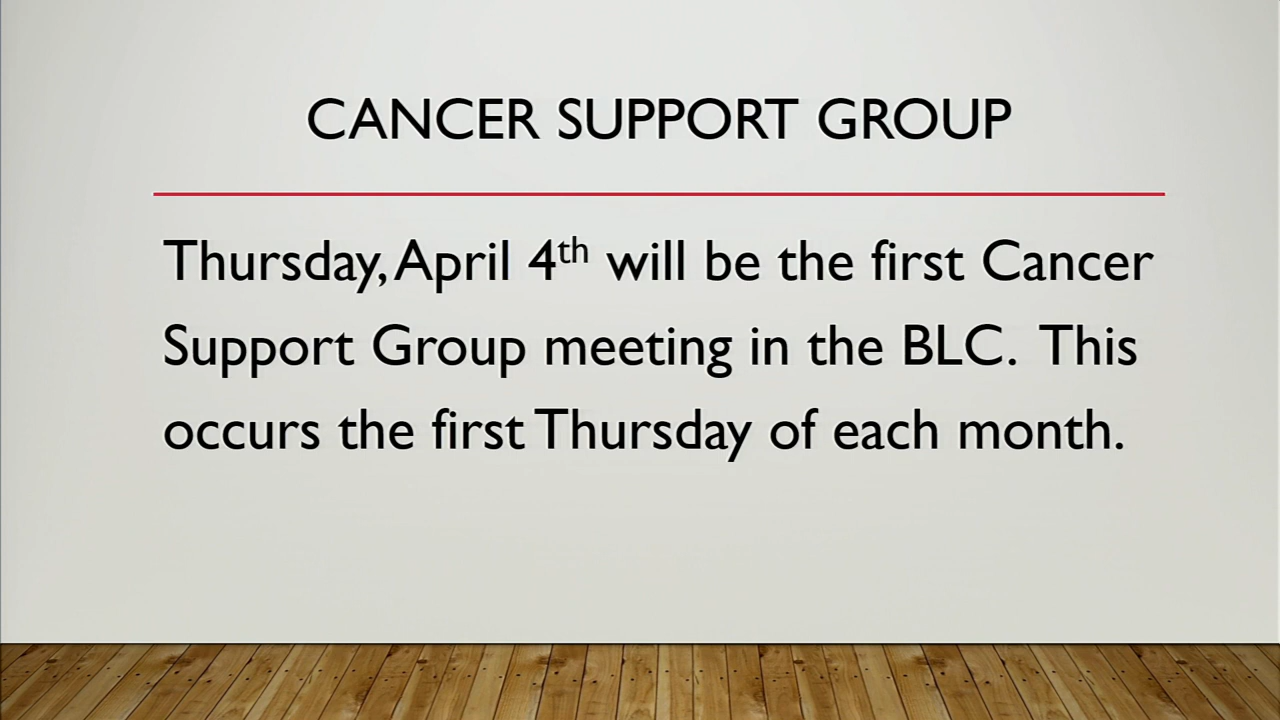 CANCER SUPPORT GROUP
Thursday, April 4th will be the first Cancer
Support Group meeting in the BLC.  This
occurs the first Thursday of each month.